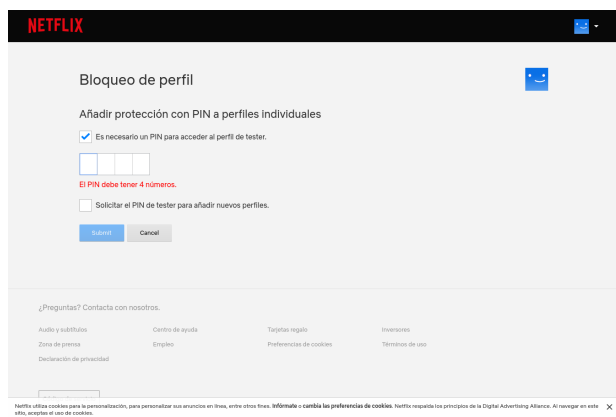 NETFLIX
Bloqueo de perfil
Añadir protección con PIN a perfiles individuales
Es necesario un PIN para acceder al perfil de tester.
El PIN debe tener 4 números.
Solicitar el PIN de tester para añadir nuevos perfiles.
Submit Cancel
¿Preguntas? Contacta con nosotros.
Audio y subtítulos Centro de ayuda Tarjetas regalo Inversores
Zona de prensa Empleo Preferencias de cookies Términos de uso
Declaración de privacidad
Netflix utiliza cookies para la personalización, para personalizar sus anuncios en línea, entre otros fines. Infórmate o cambia las preferencias de cookies. Netflix respalda los principios de la Digital Advertising Alliance. Al navegar en este
sitio, aceptas el uso de cookies.